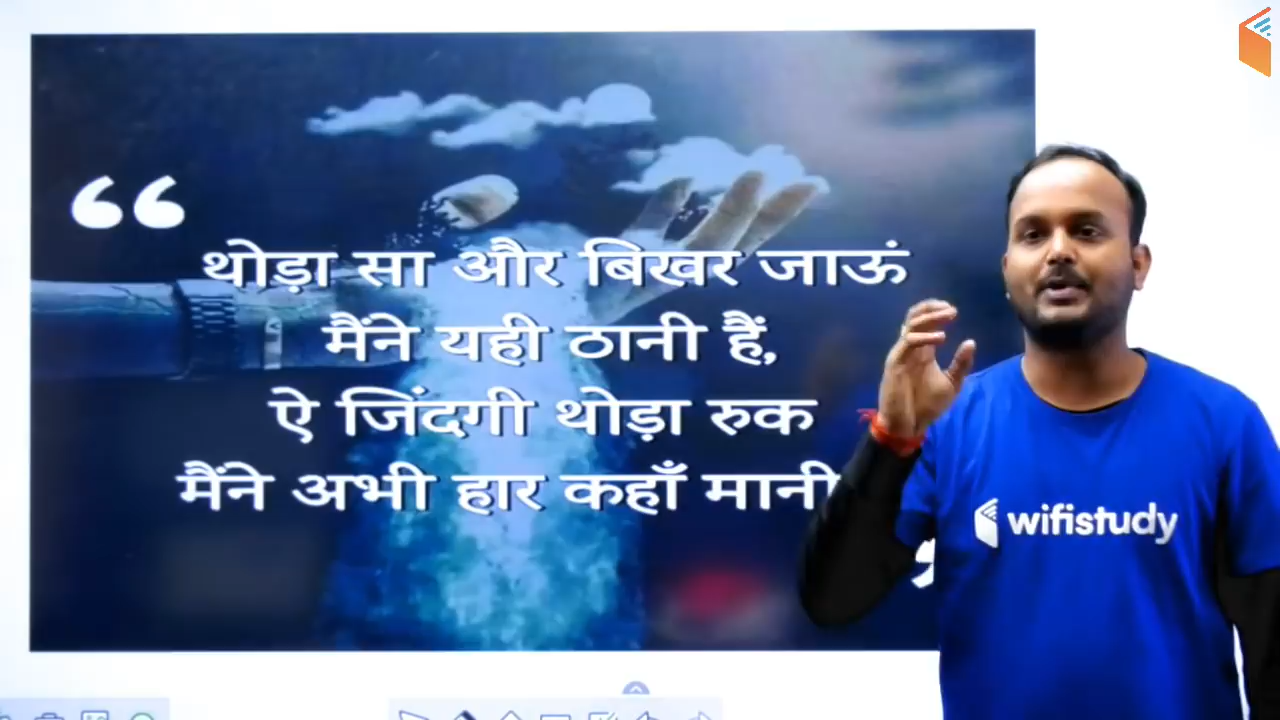 “
थोड़ा सा और बिखर जाऊं
मैंने यही ठानी हैं,
ऐ जिंदगी थोड़ा रुक
मैंने अभी हार कहाँ मानी
wifistudy